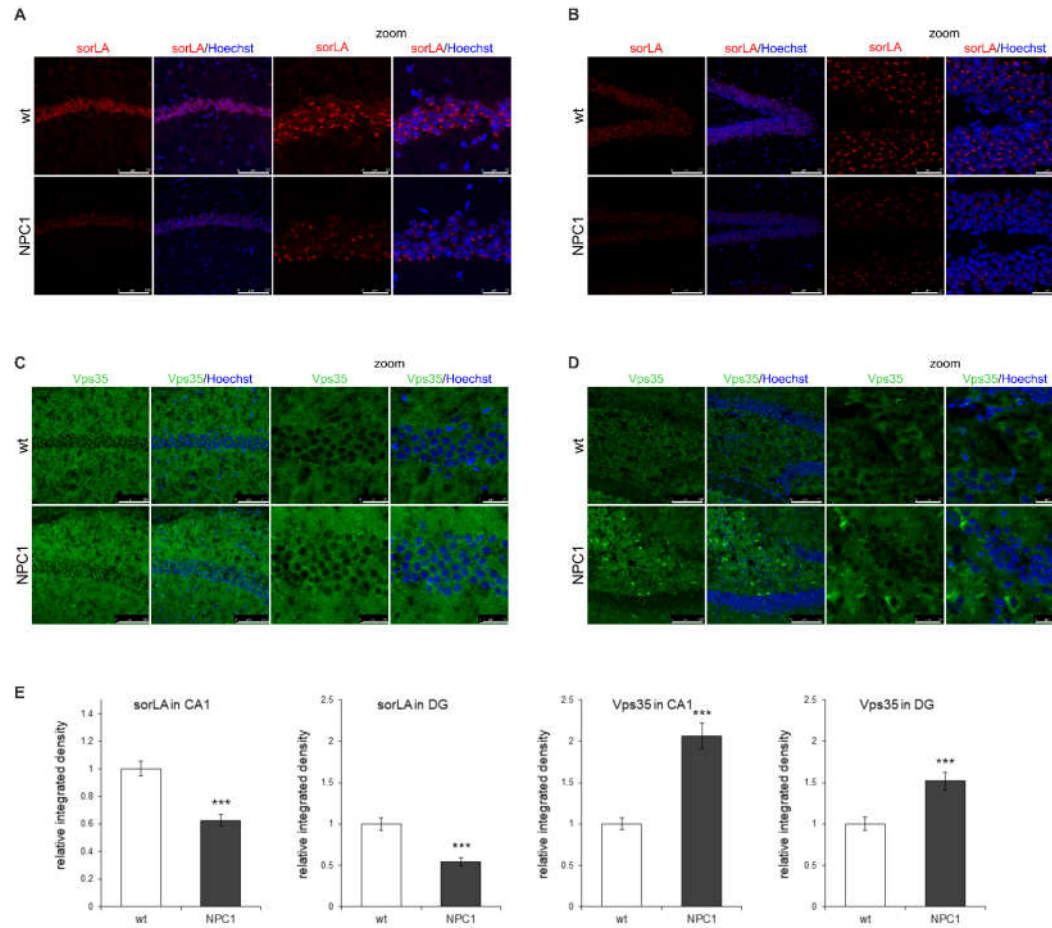 A
zoom
sorLA sorLA/Hoechst sorLA sorLA/Hoechst
wt
NPC1
B
zoom
sorLA sorLA/Hoechst sorLA sorLA/Hoechst
wt
NPC1
C
zoom
Vps35 Vps35/Hoechst Vps35 Vps35/Hoechst
wt
NPC1
D
zoom
Vps35 Vps35/Hoechst Vps35 Vps35/Hoechst
wt
NPC1
E
sorLA in CA1
relative integrated density
1.4
1.2
1
0.8
0.6
0.4
0.2
0
***
wt NPC1
sorLA in DG
relative integrated density
2.5
2
1.5
1
0.5
0
***
wt NPC1
Vps35 in CA1
relative integrated density
2.5
2
1.5
1
0.5
0
***
wt NPC1
Vps35 in DG
relative integrated density
2.5
2
1.5
1
0.5
0
***
wt NPC1